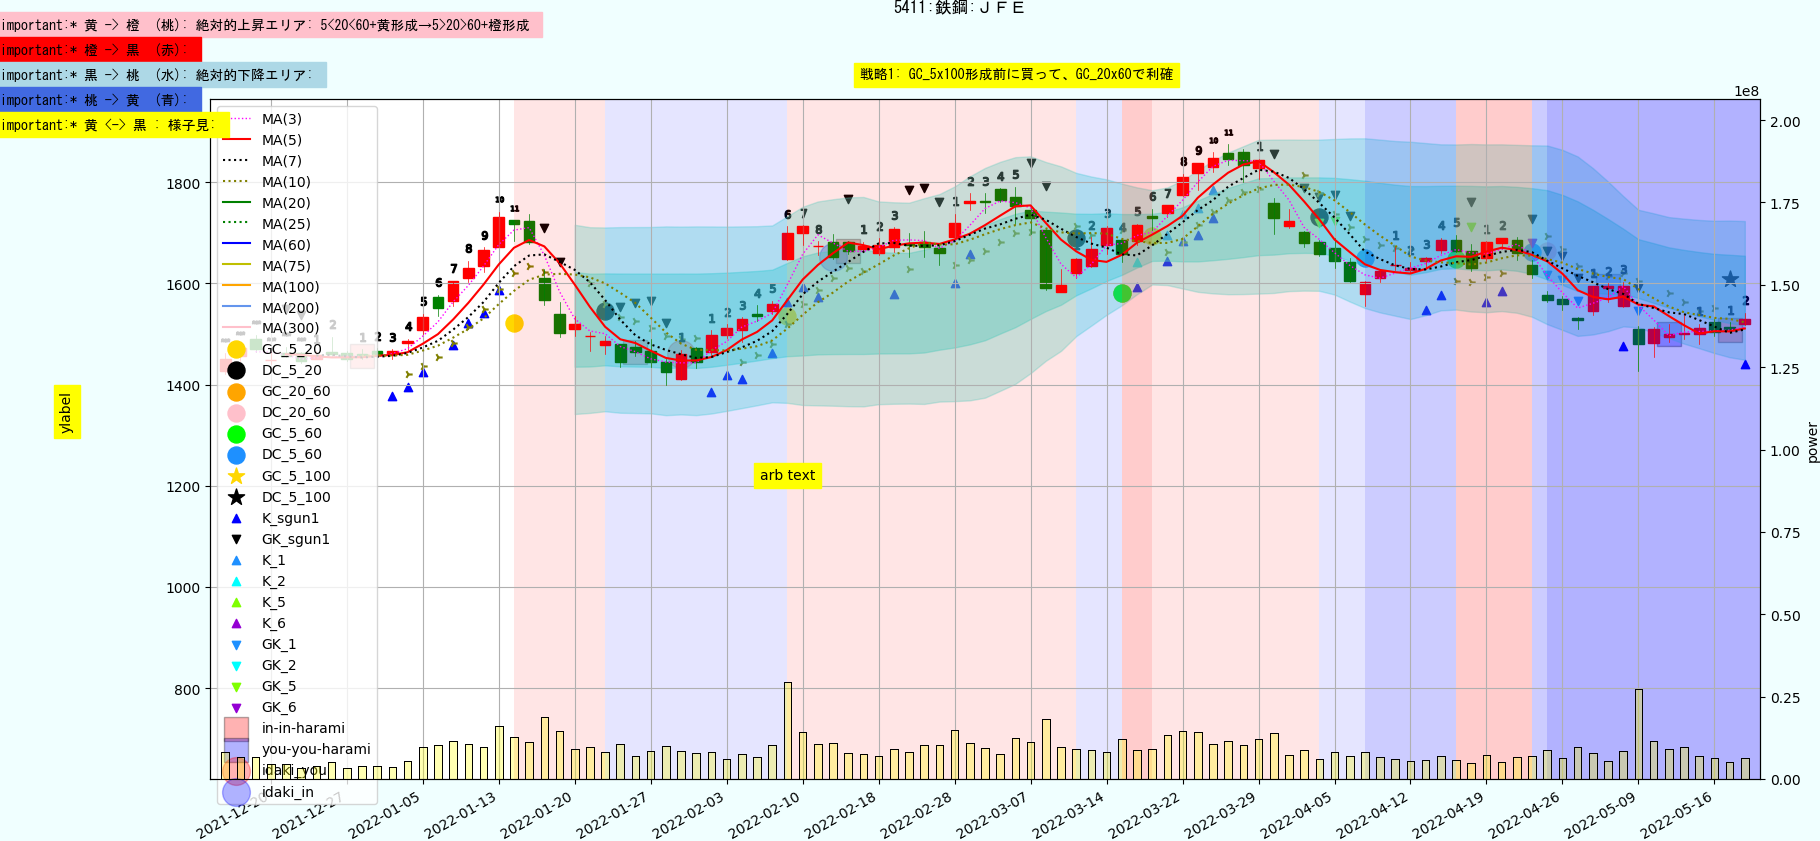 5411:鉄鋼:ＪＦＥ
important:* 黄 -> 橙 (桃): 絶対的上昇エリア: 5<20<60+黄形成→5>20>60+橙形成
important:* 橙 -> 黒 (赤):
important:* 黒 -> 桃 (水): 絶対的下降エリア:
important:* 桃 -> 黄 (青):
important:* 黄 <-> 黒 : 様子見:
戦略1: GC_5x100形成前に買って、GC_20x60で利確
1e8
MA(3)
MA(5)
MA(7)
MA(10)
MA(20)
MA(25)
MA(60)
MA(75)
MA(100)
MA(200)
MA(300)
GC_5_20
DC_5_20
GC_20_60
DC_20_60
GC_5_60
DC_5_60
GC_5_100
DC_5_100
K_sgun1
GK_sgun1
K_1
K_2
K_5
K_6
GK_1
GK_2
GK_5
GK_6
in-in-harami
you-you-harami
idaki_you
idaki_in
1800
1600
1400
1200
1000
800
ylabel
arb text
2.00
1.75
1.50
1.25
1.00
0.75
0.50
0.25
0.00
power
2021-12-20
2021-12-27
2022-01-05
2022-01-13
2022-01-20
2022-01-27
2022-02-03
2022-02-10
2022-02-18
2022-02-28
2022-03-07
2022-03-14
2022-03-22
2022-03-29
2022-04-05
2022-04-12
2022-04-19
2022-04-26
2022-05-09
2022-05-16